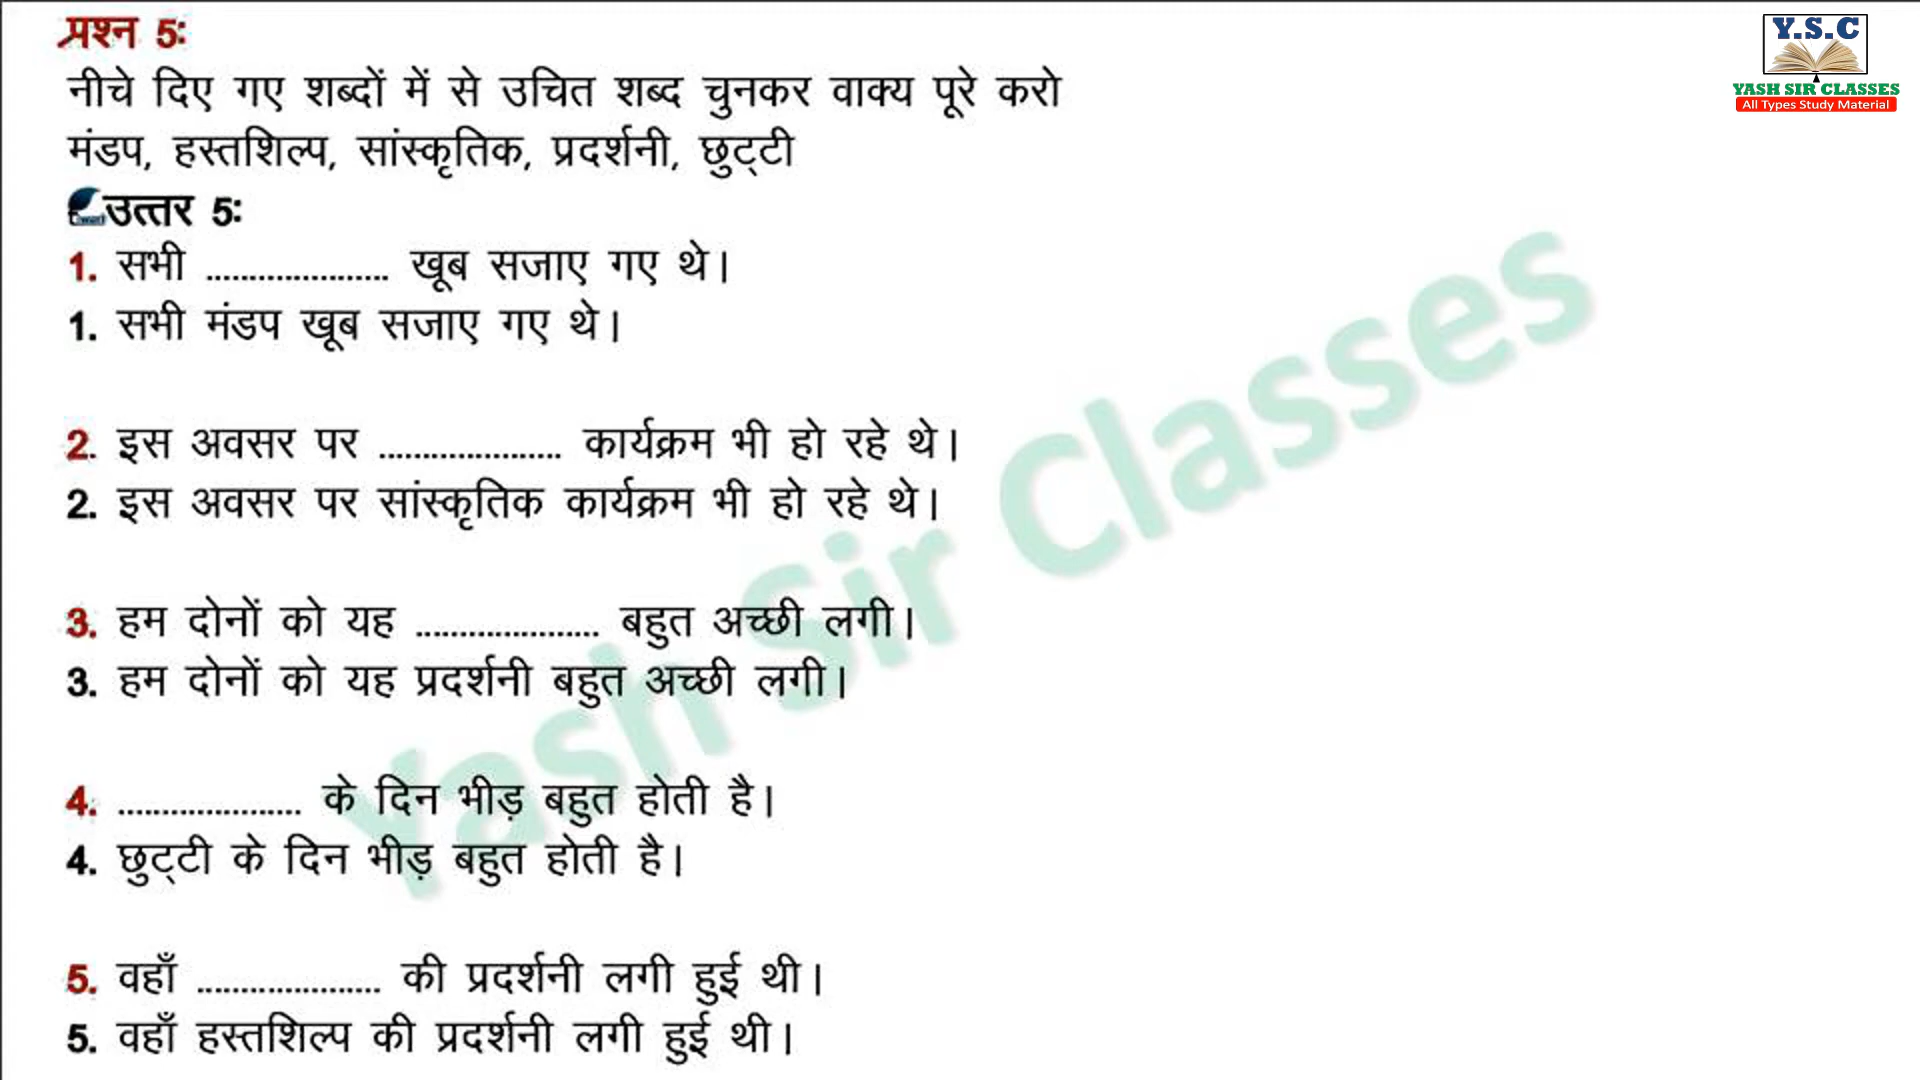 प्रश्न 5:
नीचे दिए गए शब्दों में से उचित शब्द चुनकर वाक्य पूरे करो
मंडप, हस्तशिल्प, सांस्कृतिक, प्रदर्शनी, छुट्टी
उत्तर 5:
1. सभी ..................... खूब सजाए गए थे।
1. सभी मंडप खूब सजाए गए थे।
2. इस अवसर पर ..................... कार्यक्रम भी हो रहे थे।
2. इस अवसर पर सांस्कृतिक कार्यक्रम भी हो रहे थे।
3. हम दोनों को यह ..................... बहुत अच्छी लगी।
3. हम दोनों को यह प्रदर्शनी बहुत अच्छी लगी।
4. ..................... के दिन भीड़ बहुत होती है।
4. छुट्टी के दिन भीड़ बहुत होती है।
5. वहाँ ..................... की प्रदर्शनी लगी हुई थी।
5. वहाँ हस्तशिल्प की प्रदर्शनी लगी हुई थी।
Y.S.C
YASH SIR CLASSES
All Types Study Material
Yash Sir Classes